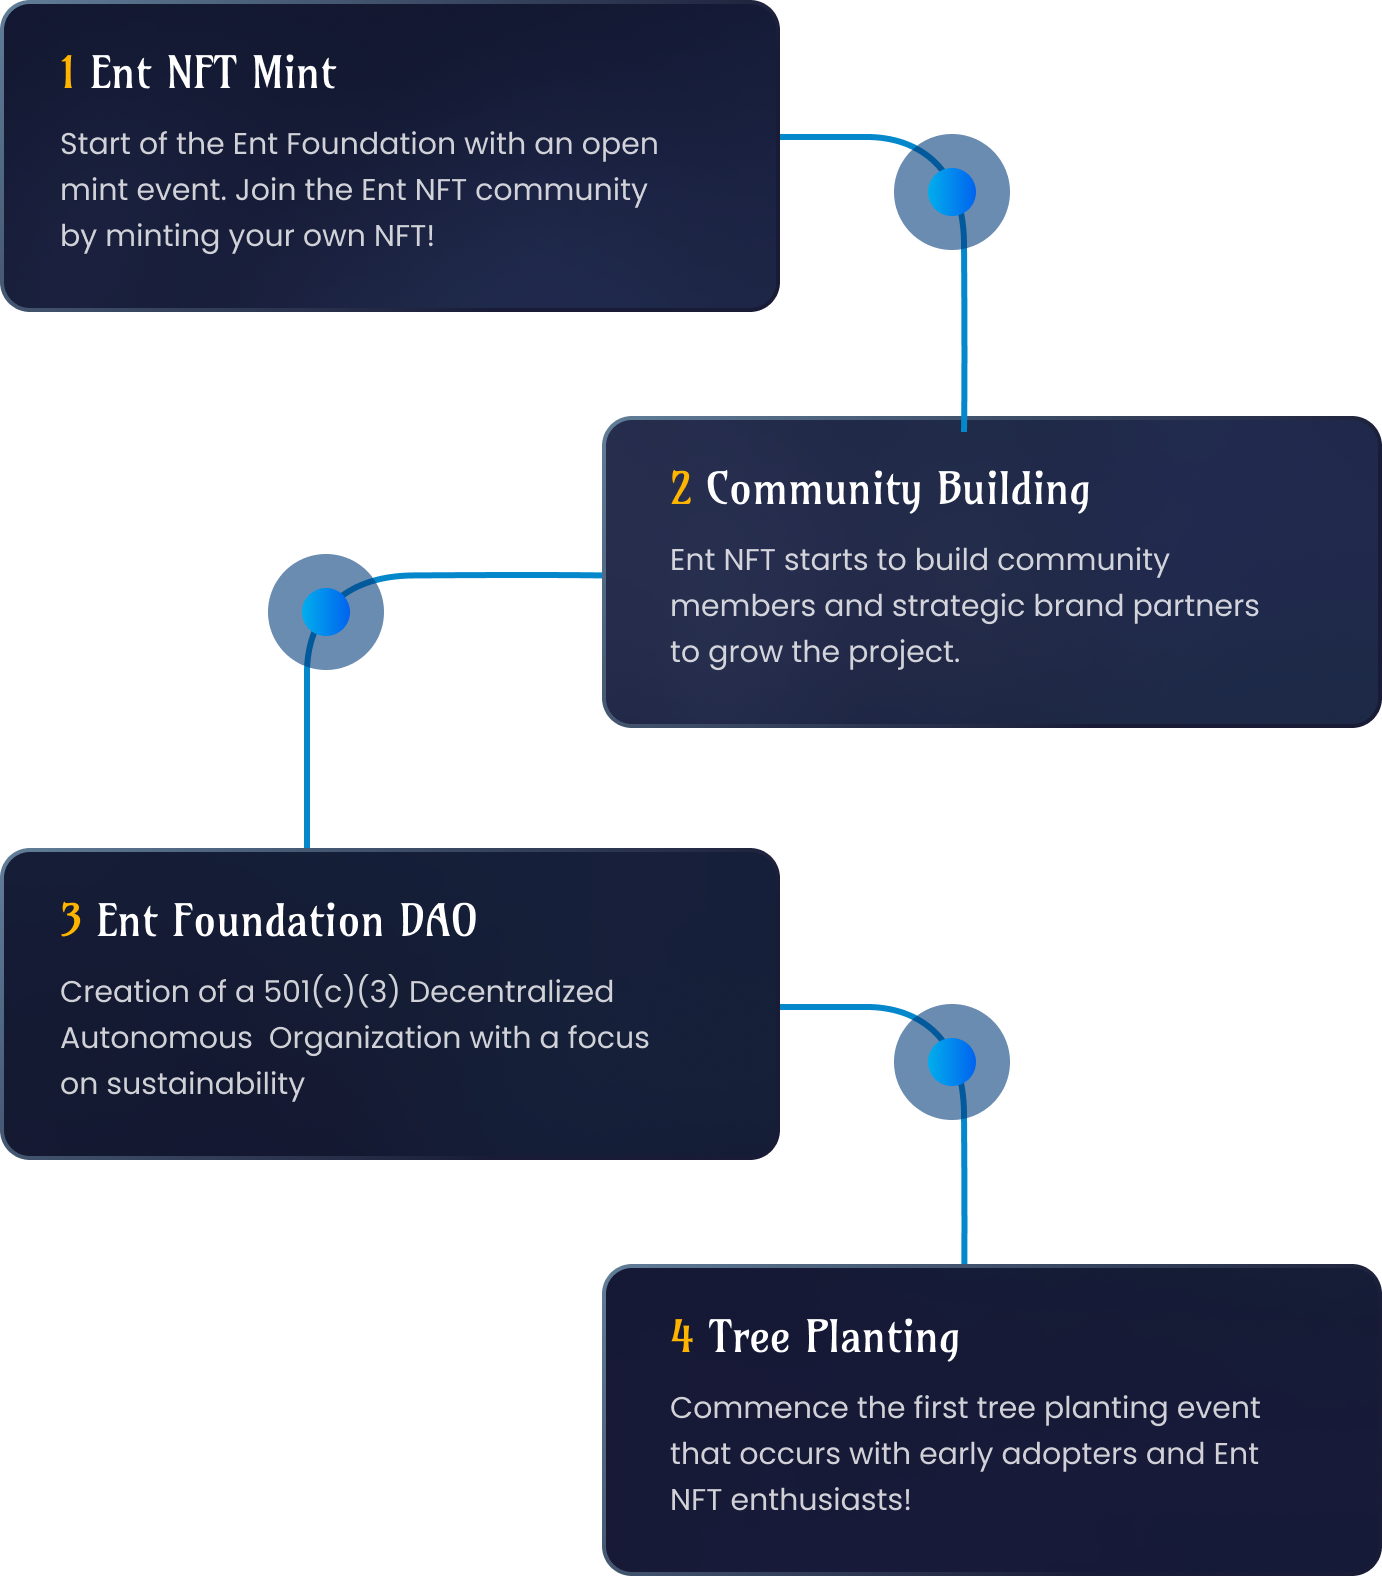 1 Ent NFT Mint
Start of the Ent Foundation with an open
mint event. Join the Ent NFT community
by minting your own NFT!
2 Community Building
Ent NFT starts to build community
members and strategic brand partners
to grow the project.
3 Ent Foundation DAO
Creation of a 501(c)(3) Decentralized
Autonomous  Organization with a focus
on sustainability
4 Tree Planting
Commence the first tree planting event
that occurs with early adopters and Ent
NFT enthusiasts!